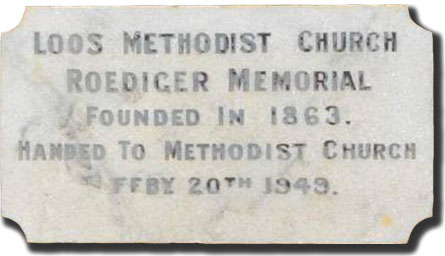 LOOS METHODIST CHURCH
ROEDIGER MEMORIAL
FOUNDED IN 1863.
HANDED TO METHODIST CHURCH
FEBY 20TH 1949.